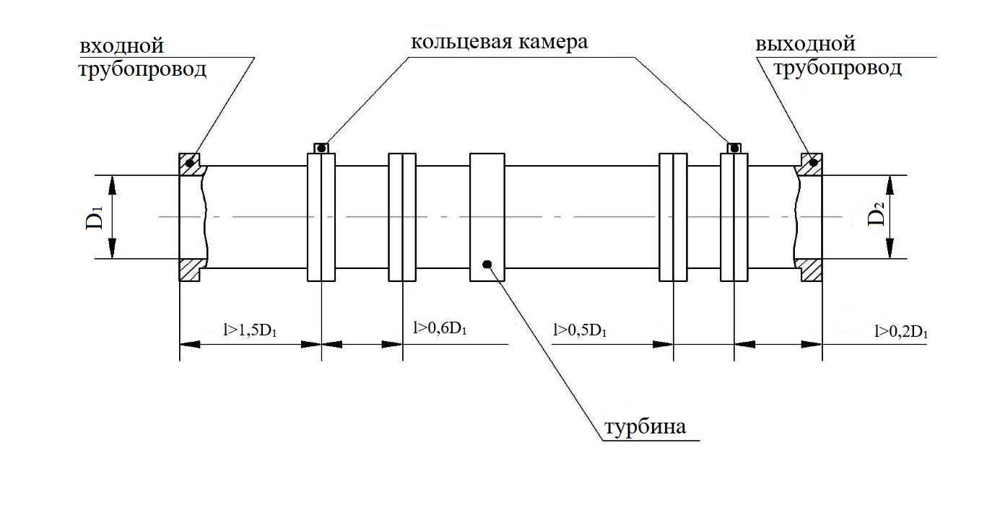 входной
трубопровод
кольцевая камера
выходной
трубопровод
D₁
D₂
l>1,5D₁
l>0,6D₁
l>0,5D₁
l>0,2D₁
турбина